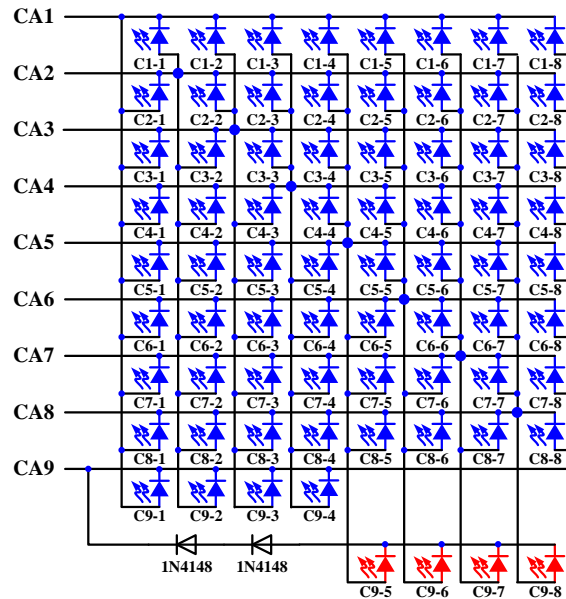 CA1
C1-1 C1-2 C1-3 C1-4 C1-5 C1-6 C1-7 C1-8
CA2
C2-1 C2-2 C2-3 C2-4 C2-5 C2-6 C2-7 C2-8
CA3
C3-1 C3-2 C3-3 C3-4 C3-5 C3-6 C3-7 C3-8
CA4
C4-1 C4-2 C4-3 C4-4 C4-5 C4-6 C4-7 C4-8
CA5
C5-1 C5-2 C5-3 C5-4 C5-5 C5-6 C5-7 C5-8
CA6
C6-1 C6-2 C6-3 C6-4 C6-5 C6-6 C6-7 C6-8
CA7
C7-1 C7-2 C7-3 C7-4 C7-5 C7-6 C7-7 C7-8
CA8
C8-1 C8-2 C8-3 C8-4 C8-5 C8-6 C8-7 C8-8
CA9
C9-1 C9-2 C9-3 C9-4
1N4148 1N4148
C9-5 C9-6 C9-7 C9-8